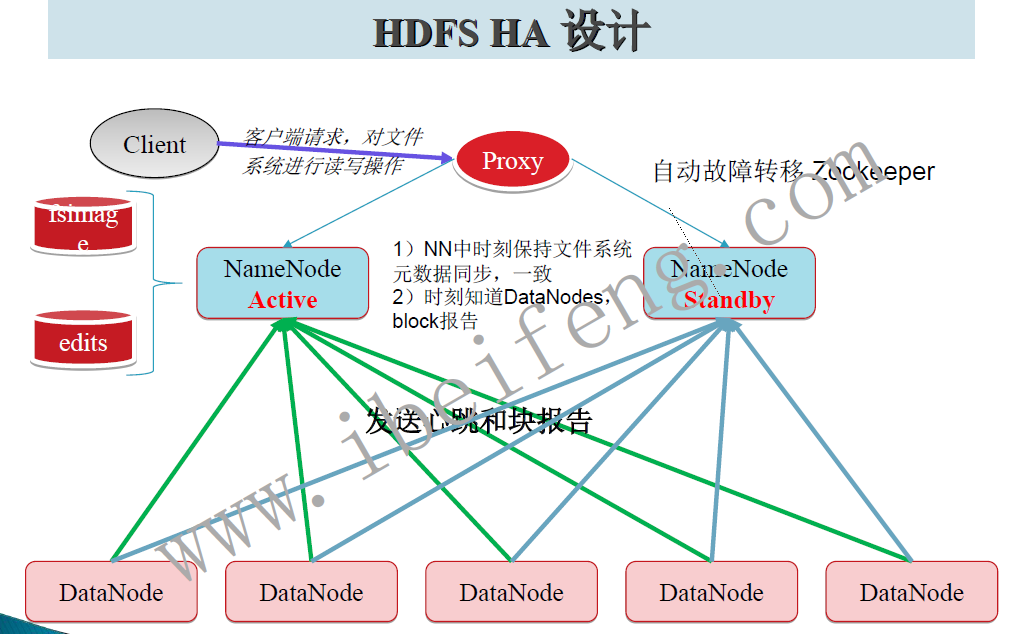 HDFS HA 设计
Client
客户端请求，对文件
系统进行读写操作
Proxy
自动故障转移 Zookeeper
fsimag
e
edits
NameNode
Active
1）NN中时刻保持文件系统
元数据同步，一致
2）时刻知道DataNodes，
block报告
NameNode
Standby
发送心跳和块报告
www.ibeifeng.com
DataNode
DataNode
DataNode
DataNode
DataNode